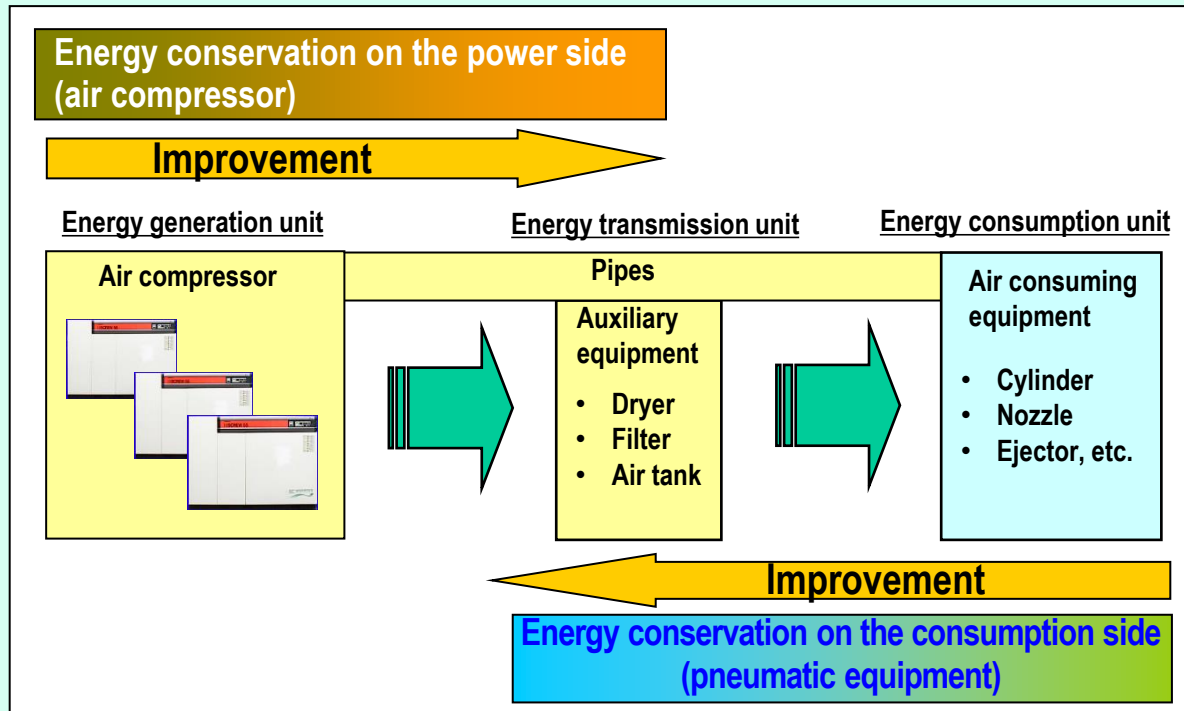 Energy conservation on the power side
(air compressor)
Improvement
Energy generation unit
Energy transmission unit
Energy consumption unit
Air compressor
Pipes
Auxiliary
equipment
• Dryer
• Filter
• Air tank
Air consuming
equipment
• Cylinder
• Nozzle
• Ejector, etc.
Improvement
Energy conservation on the consumption side
(pneumatic equipment)